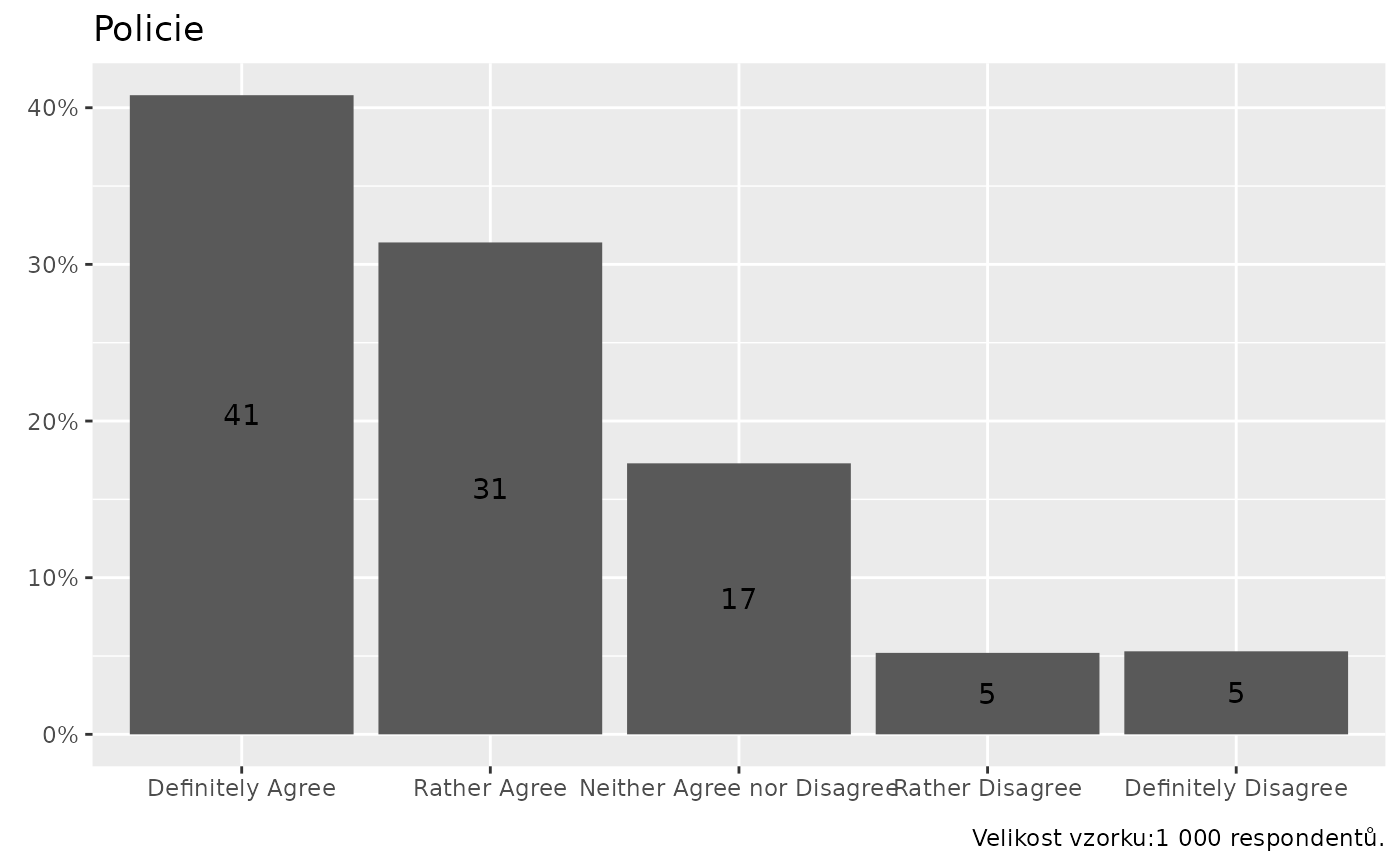 Policie
40%
30%
20%
10%
0%
41
31
17
5
5
Definitely Agree
Rather Agree
Neither Agree nor Disagree
Rather Disagree
Definitely Disagree
Velikost vzorku:1 000 respondentů.